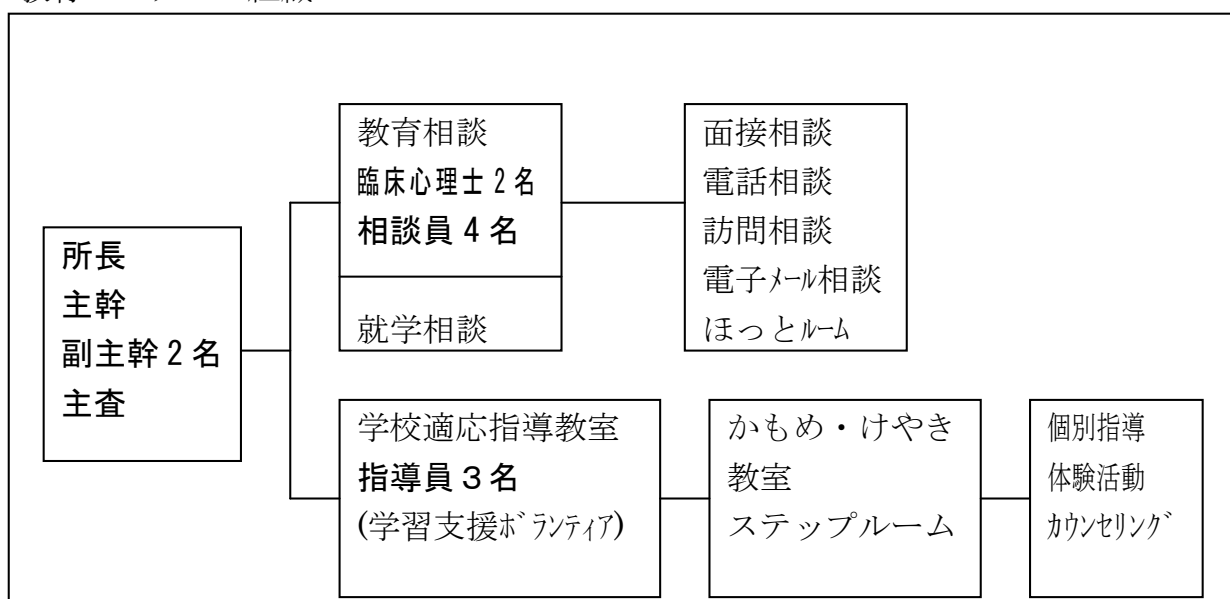 所長
主幹
副主幹2名
主査
教育相談
臨床心理士2名
相談員4名
就学相談
面接相談
電話相談
訪問相談
電子ﾒｰﾙ相談
ほっとﾙｰﾑ
学校適応指導教室
指導員3名
(学習支援ﾎﾞﾗﾝﾃｨｱ)
かもめ・けやき
教室
ステップルーム
個別指導
体験活動
ｶｳﾝｾﾘﾝｸﾞ